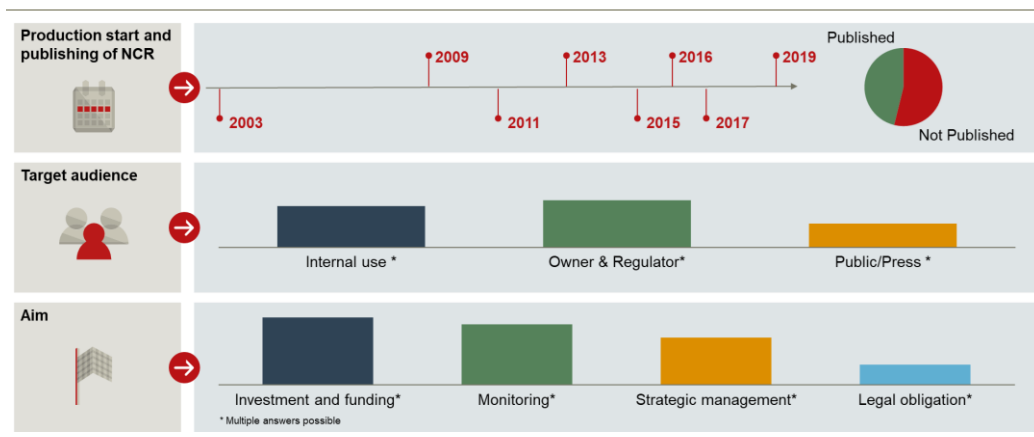 Production start and
publishing of NCR
2003
2009
2011
2013
2015
2016
2017
2019
Published
Not Published
Target audience
Internal use *
Owner & Regulator*
Public/Press *
Aim
Investment and funding*
Monitoring*
Strategic management*
Legal obligation*
* Multiple answers possible